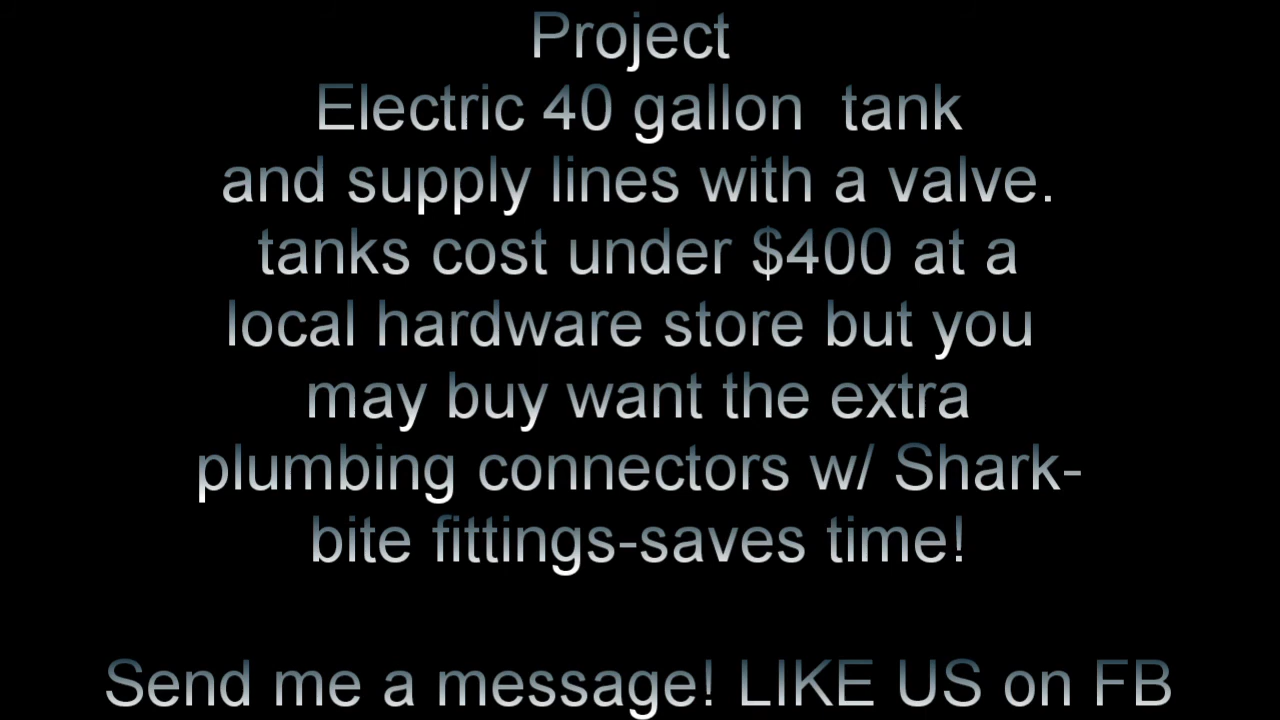 Project
Electric 40 gallon  tank
and supply lines with a valve.
tanks cost under $400 at a
local hardware store but you
may buy want the extra
plumbing connectors w/ Shark-
bite fittings-saves time!
Send me a message! LIKE US on FB